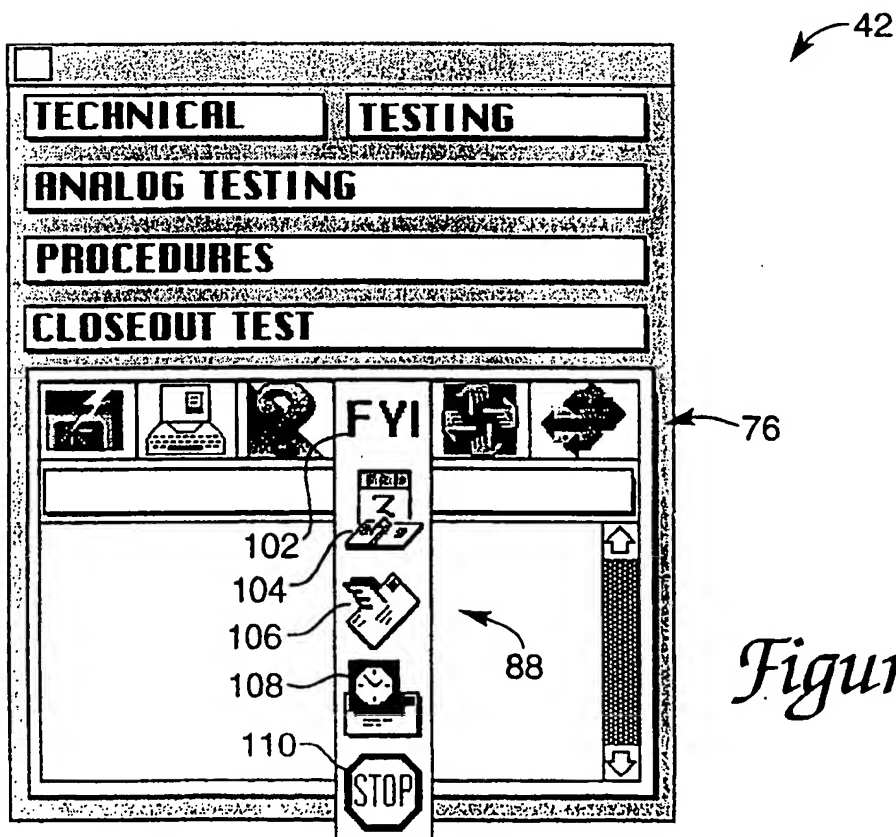 42
TECHNICAL TESTING
ANALOG TESTING
PROCEDURES
CLOSEOUT TEST
FYI
76
102
104
106
88
108
110
STOP